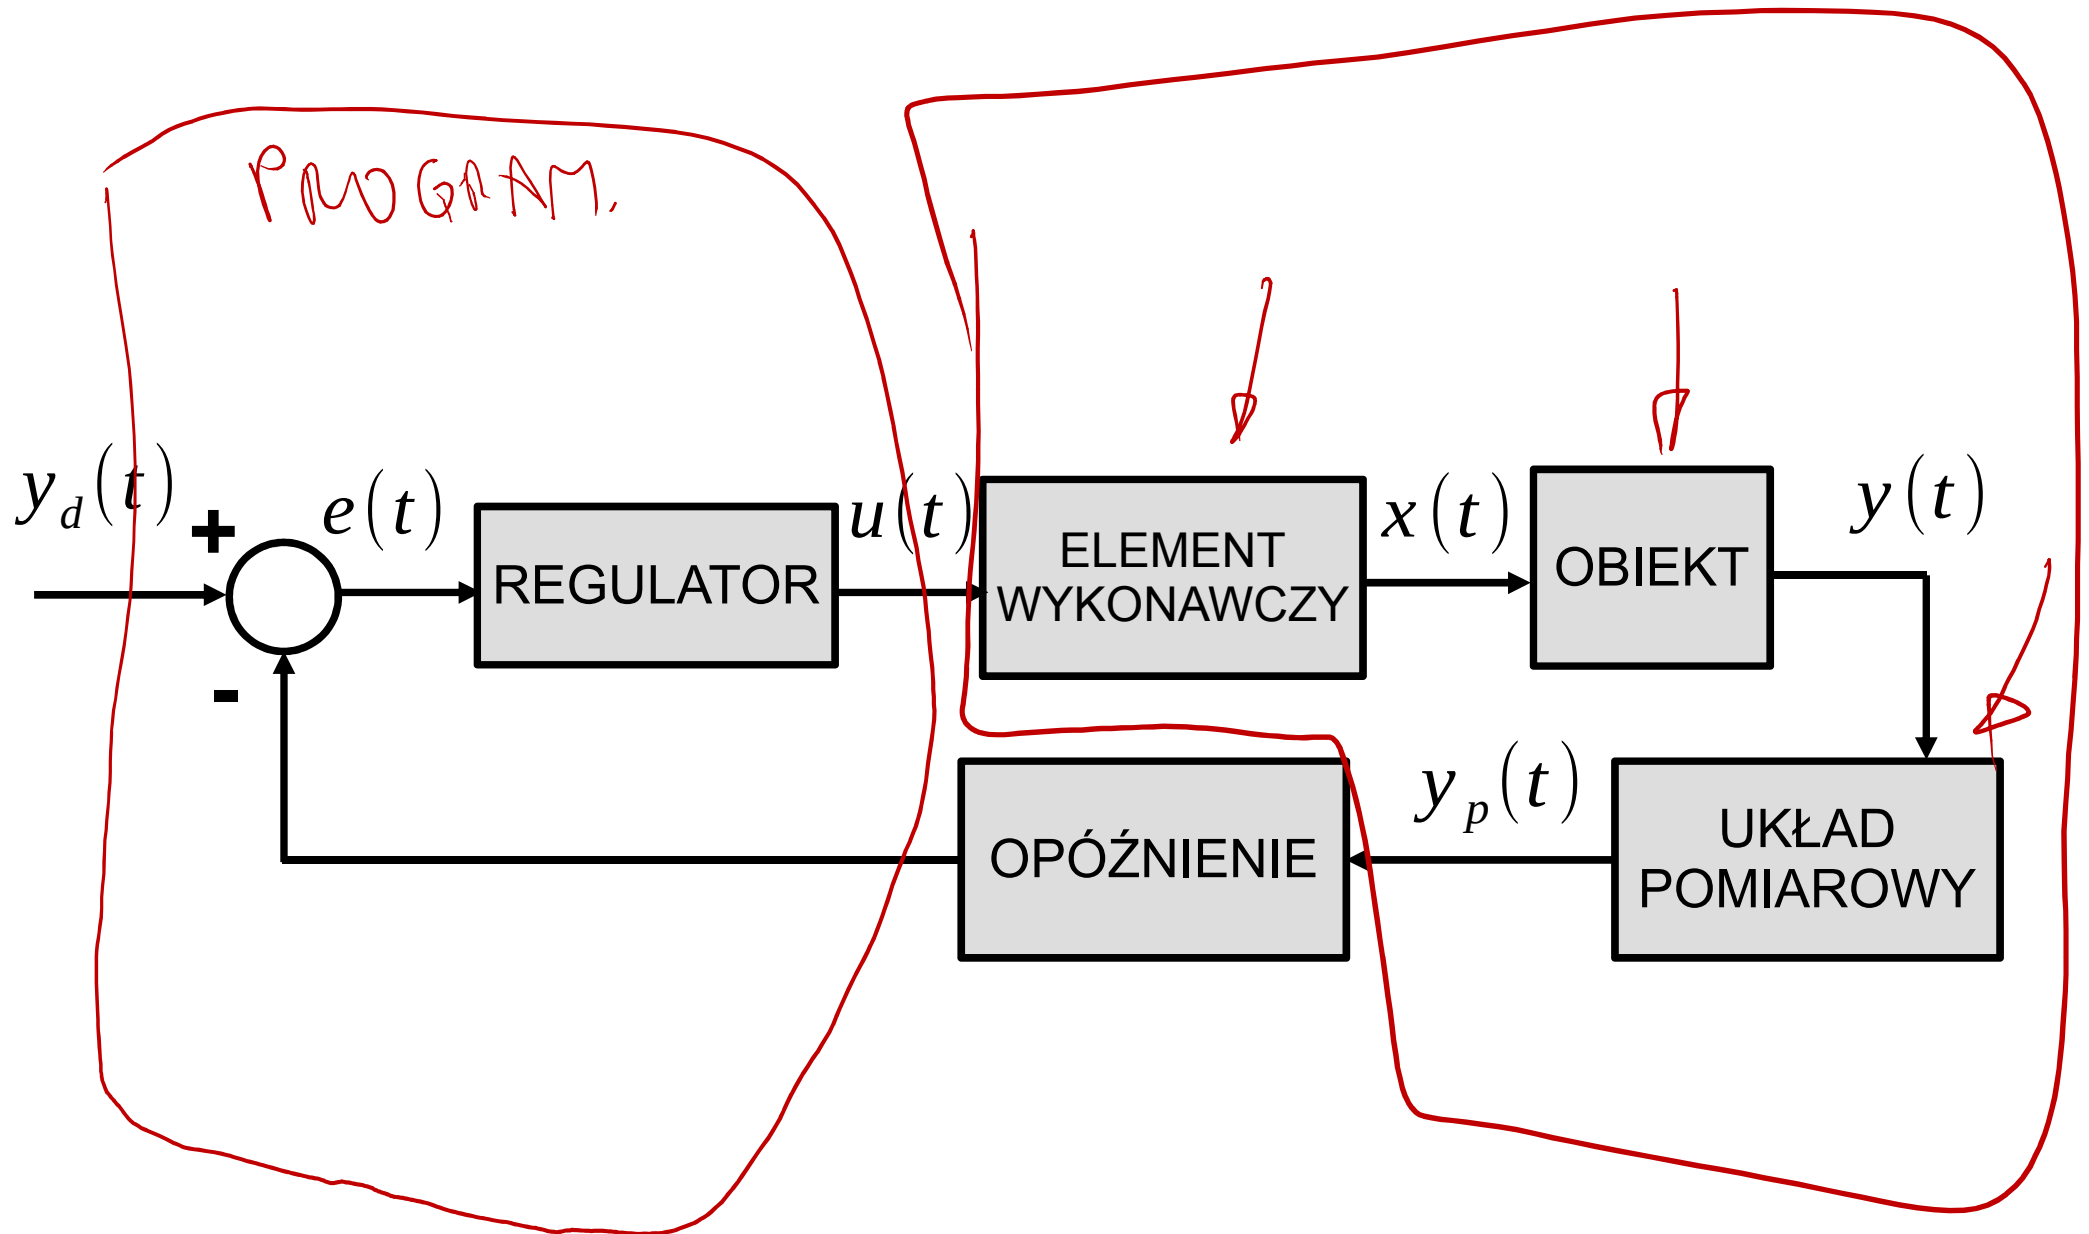 PROGRAM.
y_d(t)
+
e(t)
REGULATOR
u(t)
ELEMENT
WYKONAWCZY
x(t)
OBIEKT
y(t)
-
OPÓŹNIENIE
y_p(t)
UKŁAD
POMIAROWY